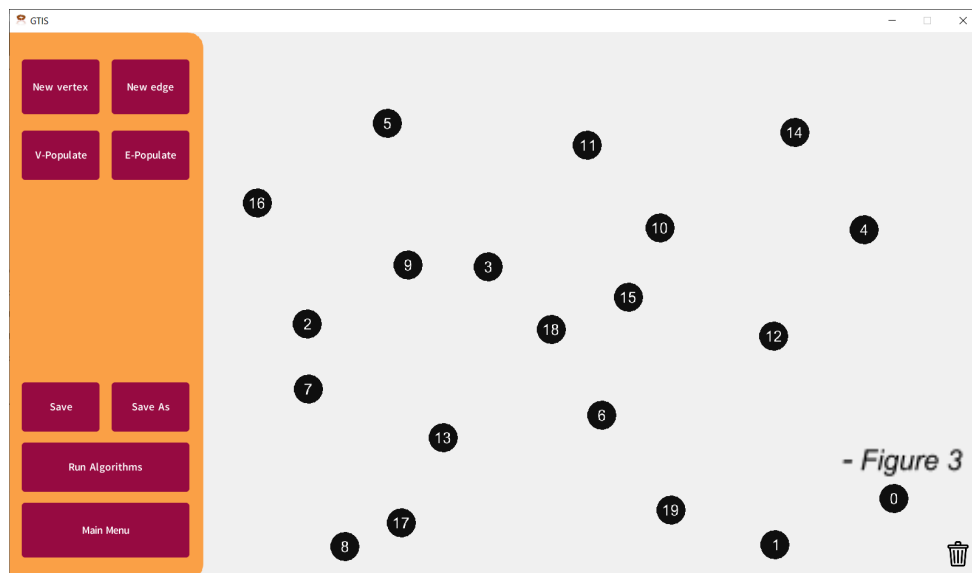 GTIS
New vertex
New edge
V-Populate
E-Populate
Save
Save As
Run Algorithms
Main Menu
5
11
14
16
10
4
9
3
15
2
18
12
7
6
13
- Figure 3
0
19
17
1
8